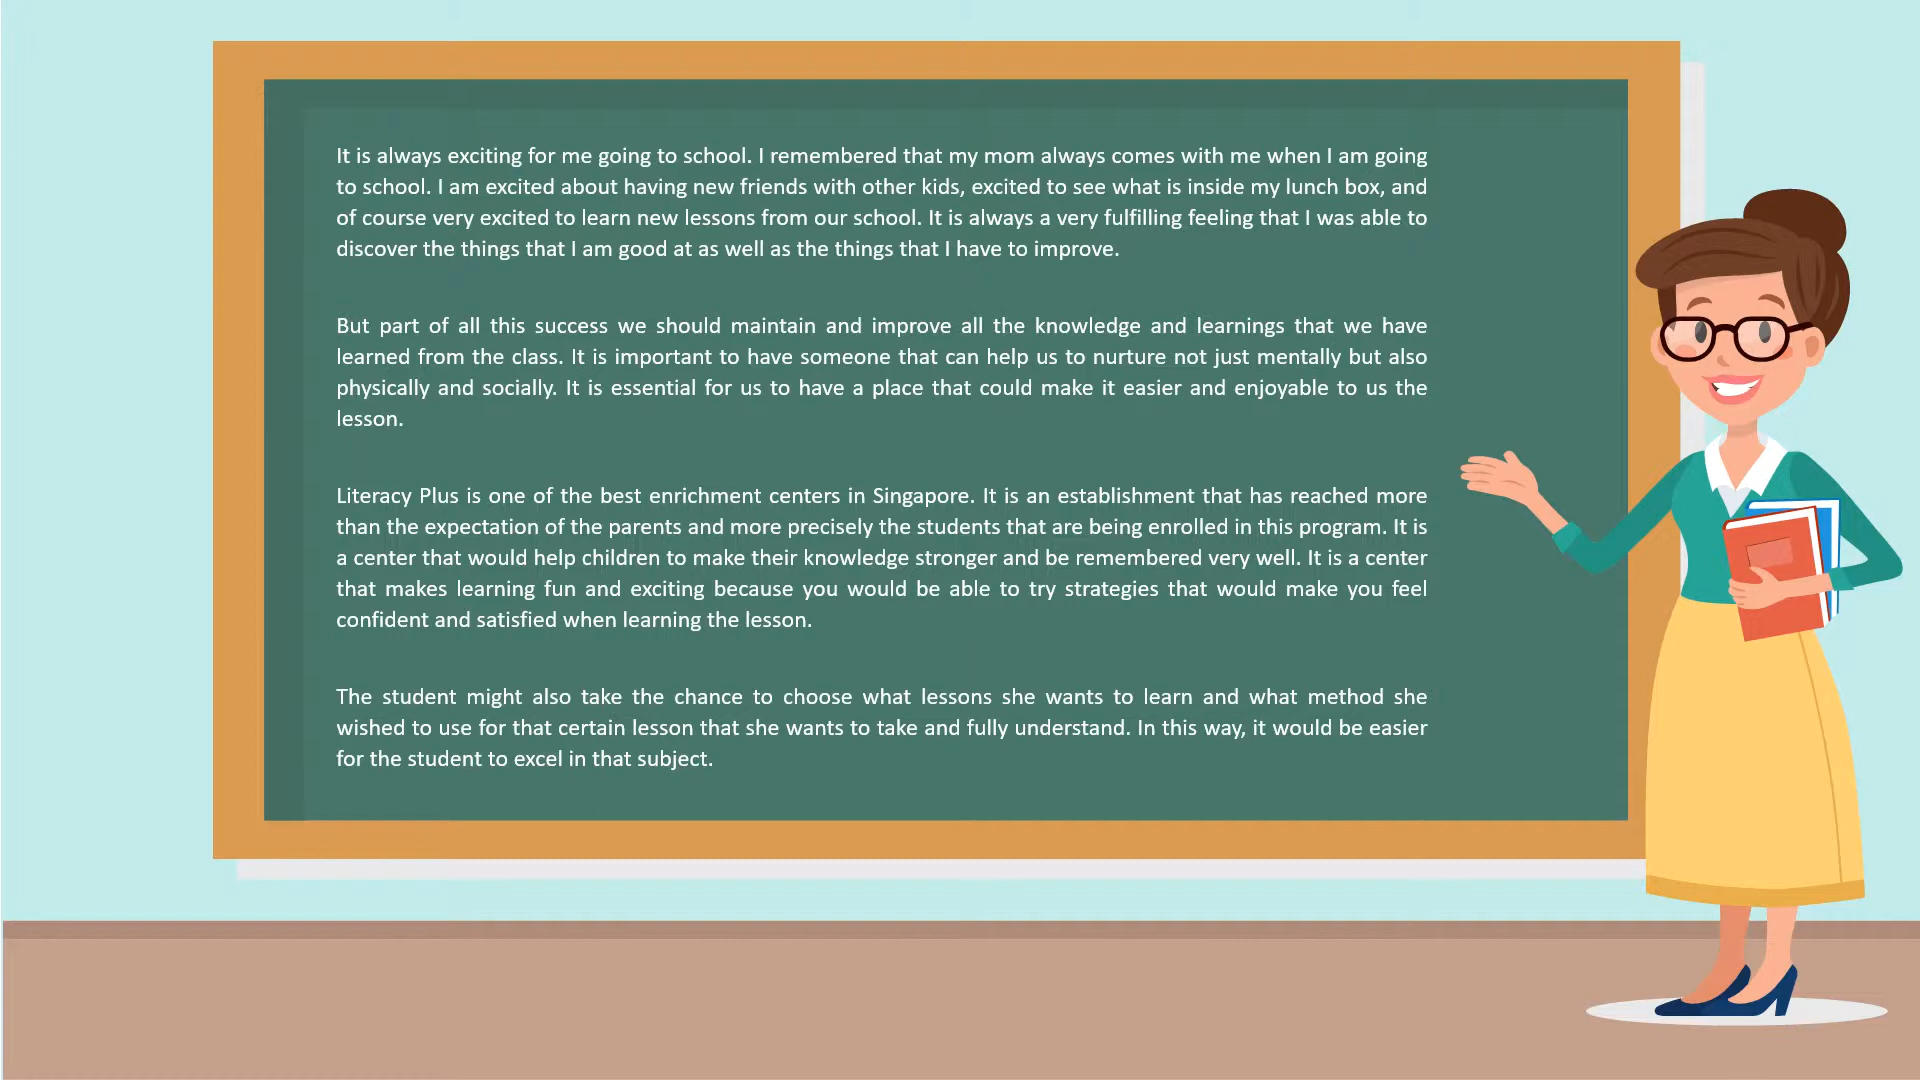 It is always exciting for me going to school. I remembered that my mom always comes with me when I am going
to school. I am excited about having new friends with other kids, excited to see what is inside my lunch box, and
of course very excited to learn new lessons from our school. It is always a very fulfilling feeling that I was able to
discover the things that I am good at as well as the things that I have to improve.
But part of all this success we should maintain and improve all the knowledge and learnings that we have
learned from the class. It is important to have someone that can help us to nurture not just mentally but also
physically and socially. It is essential for us to have a place that could make it easier and enjoyable to us the
lesson.
Literacy Plus is one of the best enrichment centers in Singapore. It is an establishment that has reached more
than the expectation of the parents and more precisely the students that are being enrolled in this program. It is
a center that would help children to make their knowledge stronger and be remembered very well. It is a center
that makes learning fun and exciting because you would be able to try strategies that would make you feel
confident and satisfied when learning the lesson.
The student might also take the chance to choose what lessons she wants to learn and what method she
wished to use for that certain lesson that she wants to take and fully understand. In this way, it would be easier
for the student to excel in that subject.